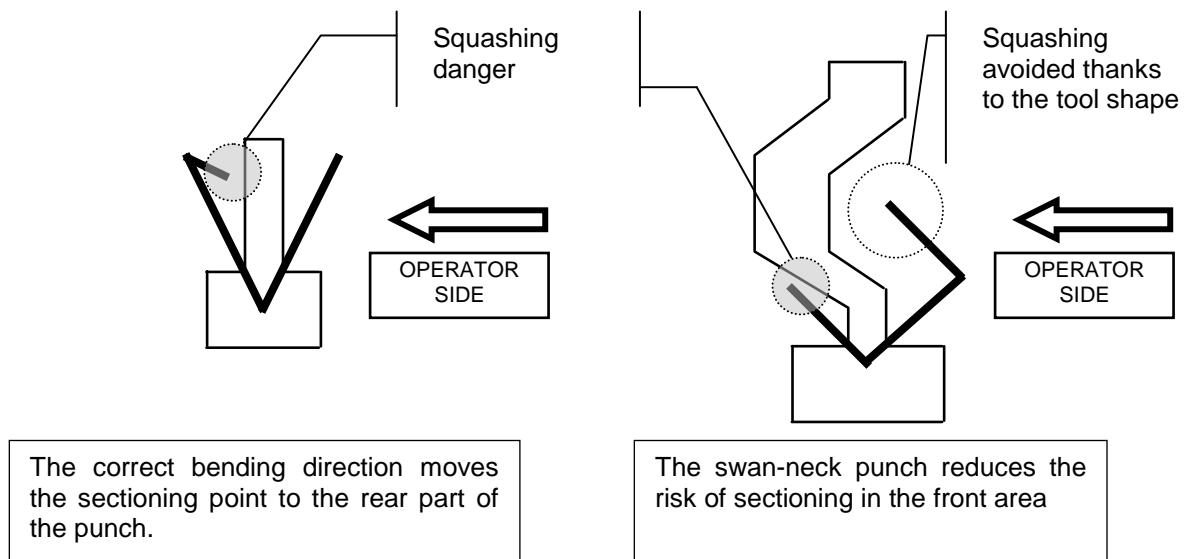 Squashing
danger
Squashing
avoided thanks
to the tool shape
OPERATOR
SIDE
OPERATOR
SIDE
The correct bending direction moves
the sectioning point to the rear part of
the punch.
The swan-neck punch reduces the
risk of sectioning in the front area